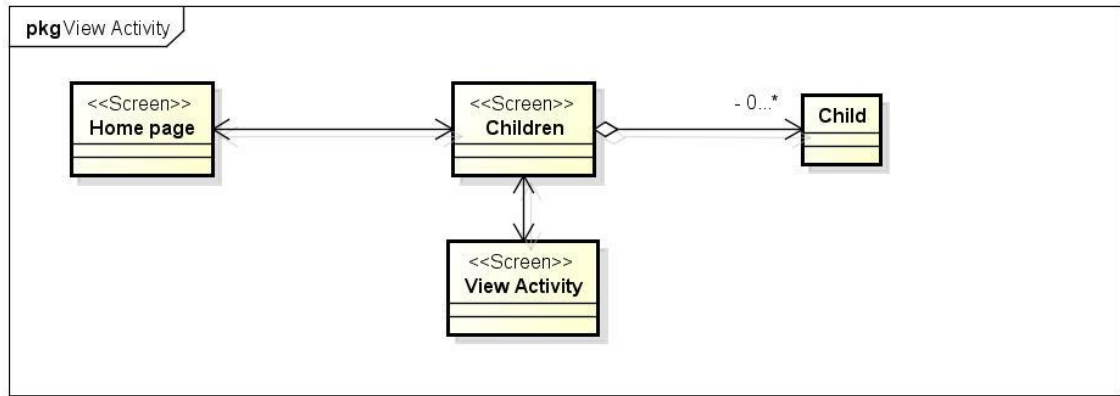 pkg View Activity
<<Screen>>
Home page
<<Screen>>
Children
- 0...*
Child
<<Screen>>
View Activity